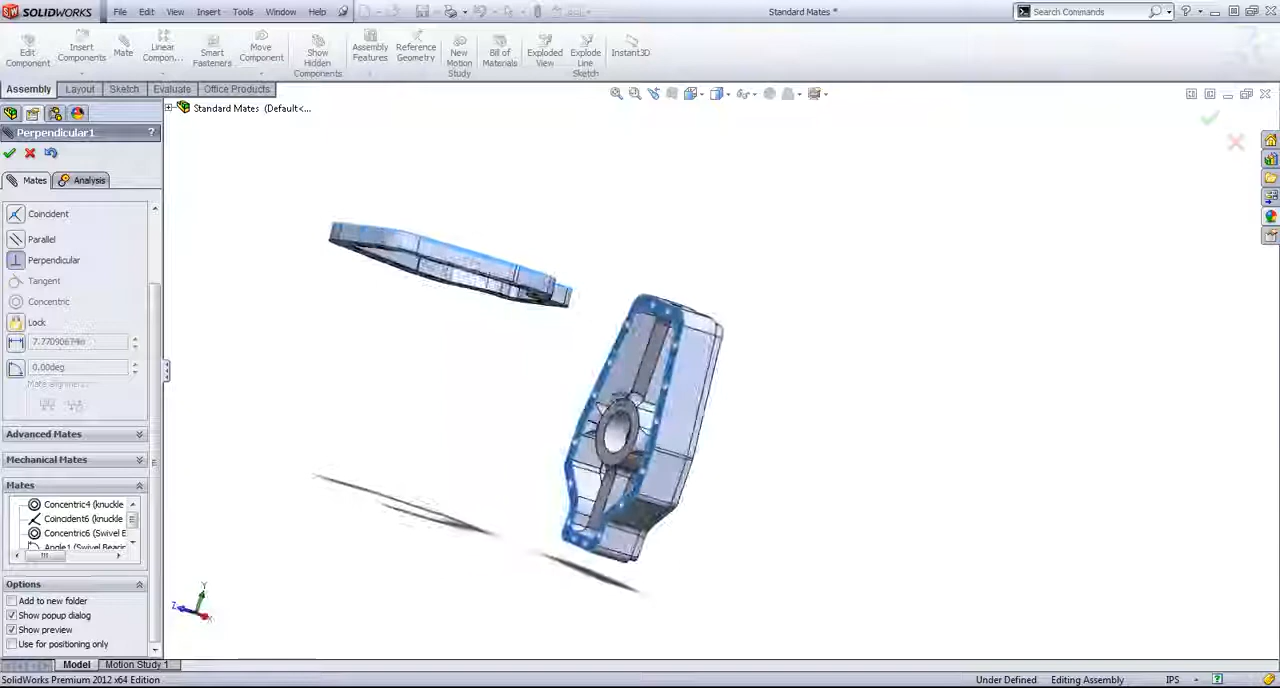 SOLIDWORKS File Edit View Insert Tools Window Help Standard Mates * Search Commands
Edit Component Insert Components Mate Linear Compon... Smart Fasteners Move Component Show Hidden Components Assembly Features Reference Geometry New Motion Study Bill of Materials Exploded View Explode Line Sketch Instant3D
Assembly Layout Sketch Evaluate Office Products
Standard Mates (Default<...
Perpendicular1 ?
Mates Analysis
Coincident
Parallel
Perpendicular
Tangent
Concentric
Lock
0.00deg
Mate alignment:
Advanced Mates
Mechanical Mates
Mates
Concentric4 (knuckle
Coincident6 (knuckle
Concentric6 (Swivel E
Angle1 (Swivel Bearin
Options
Add to new folder
Show popup dialog
Show preview
Use for positioning only
Y
Z
X
Model Motion Study 1
SolidWorks Premium 2012 x64 Edition Under Defined Editing Assembly IPS